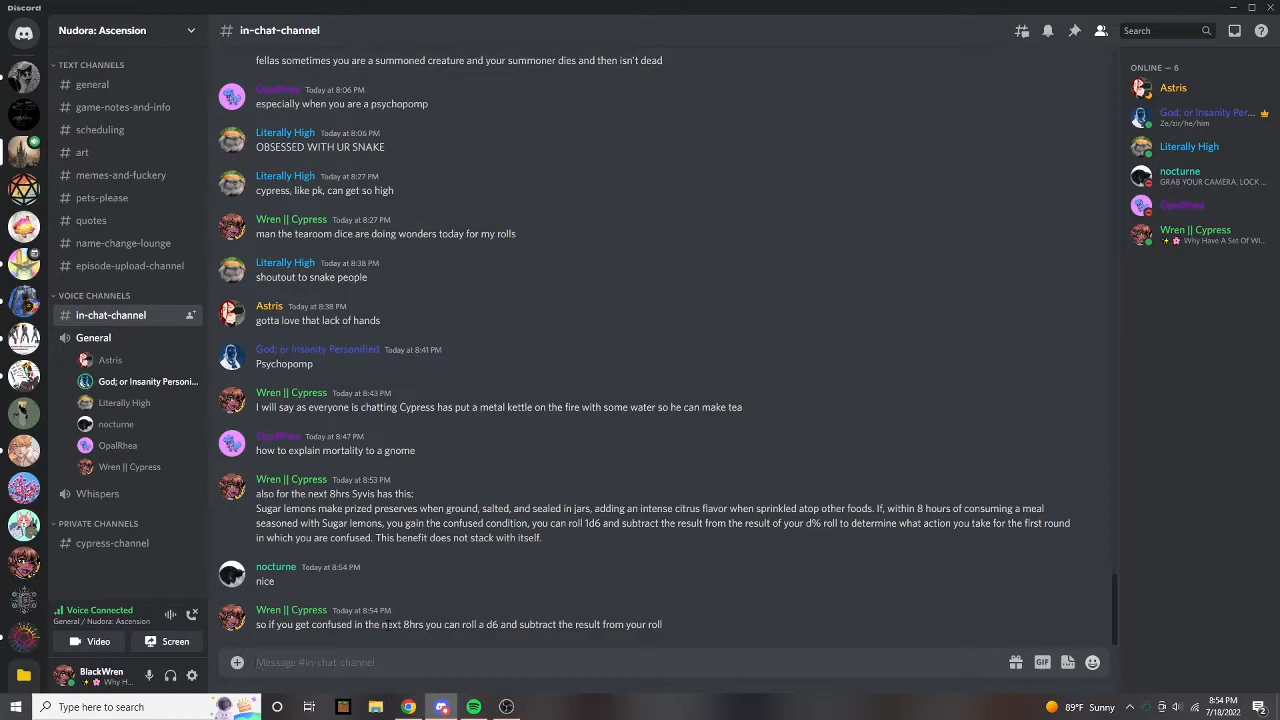 Discord
Nudora: Ascension
# in-chat-channel
Search
TEXT CHANNELS
# general
# game-notes-and-info
# scheduling
# art
# memes-and-fuckery
# pets-please
# quotes
# name-change-lounge
# episode-upload-channel
VOICE CHANNELS
# in-chat-channel
General
Astris
God; or Insanity Personi...
Literally High
nocturne
OpalRhea
Wren || Cypress
Whispers
PRIVATE CHANNELS
# cypress-channel
Voice Connected
General / Nudora: Ascension
Video
Screen
BlackWren
Why H...
fellas sometimes you are a summoned creature and your summoner dies and then isn't dead
OpalRhea Today at 8:06 PM
especially when you are a psychopomp
Literally High Today at 8:06 PM
OBSESSED WITH UR SNAKE
Literally High Today at 8:27 PM
cypress, like pk, can get so high
Wren || Cypress Today at 8:27 PM
man the tearoom dice are doing wonders today for my rolls
Literally High Today at 8:38 PM
shoutout to snake people
Astris Today at 8:38 PM
gotta love that lack of hands
God; or Insanity Personified Today at 8:41 PM
Psychopomp
Wren || Cypress Today at 8:43 PM
I will say as everyone is chatting Cypress has put a metal kettle on the fire with some water so he can make tea
OpalRhea Today at 8:47 PM
how to explain mortality to a gnome
Wren || Cypress Today at 8:53 PM
also for the next 8hrs Syvis has this:
Sugar lemons make prized preserves when ground, salted, and sealed in jars, adding an intense citrus flavor when sprinkled atop other foods. If, within 8 hours of consuming a meal
seasoned with Sugar lemons, you gain the confused condition, you can roll 1d6 and subtract the result from the result of your d% roll to determine what action you take for the first round
in which you are confused. This benefit does not stack with itself.
nocturne Today at 8:54 PM
nice
Wren || Cypress Today at 8:54 PM
so if you get confused in the next 8hrs you can roll a d6 and subtract the result from your roll
Message #in-chat-channel
GIF
ONLINE — 6
Astris
God; or Insanity Per...
Ze/zir/he/him
Literally High
nocturne
GRAB YOUR CAMERA, LOCK ...
OpalRhea
Wren || Cypress
Why Have A Set Of Wi...
Type here to search
89°F Sunny
8:54 PM
7/18/2022